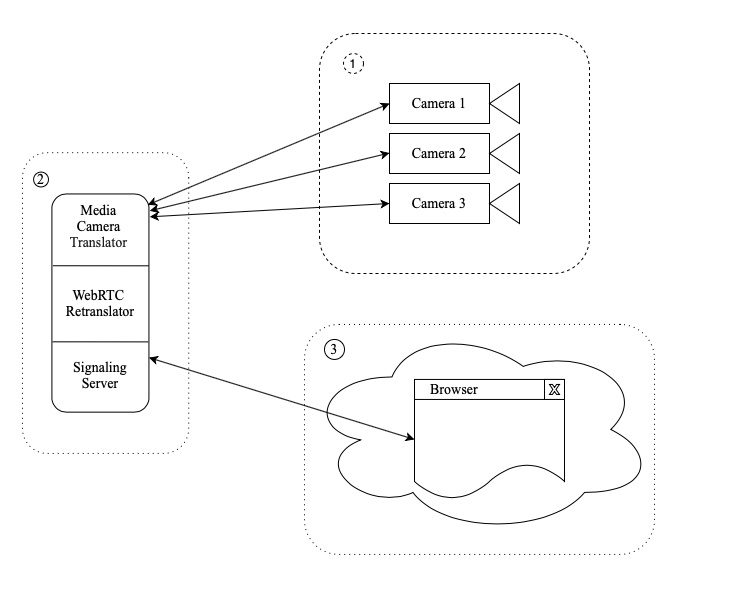 1
Camera 1
Camera 2
Camera 3
2
Media
Camera
Translator
WebRTC
Retranslator
Signaling
Server
3
Browser X